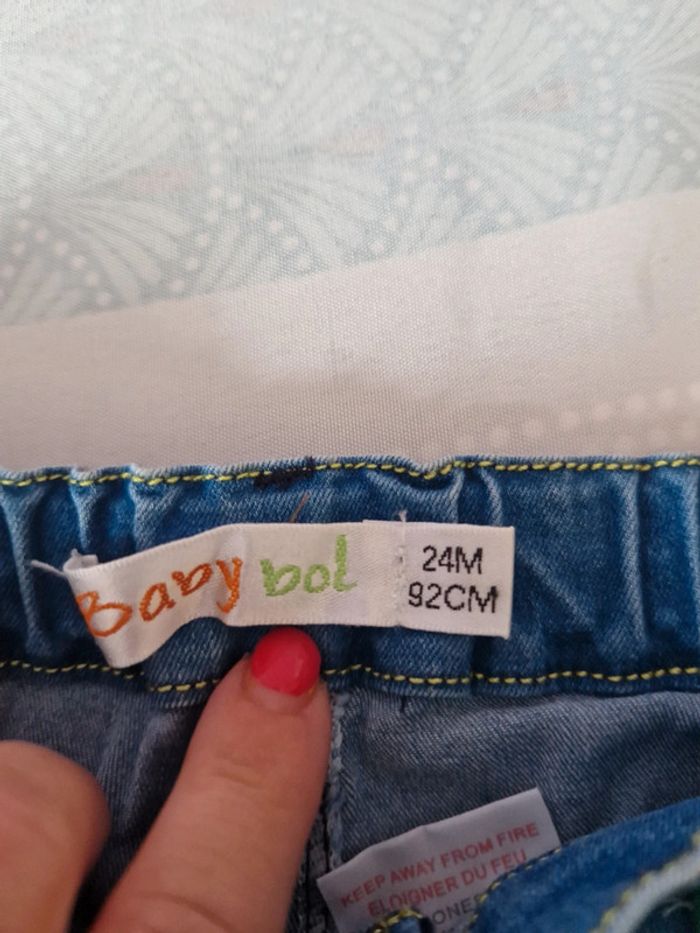 Baby bol
24M
92CM
KEEP AWAY FROM FIRE
ELOIGNER DU FEU